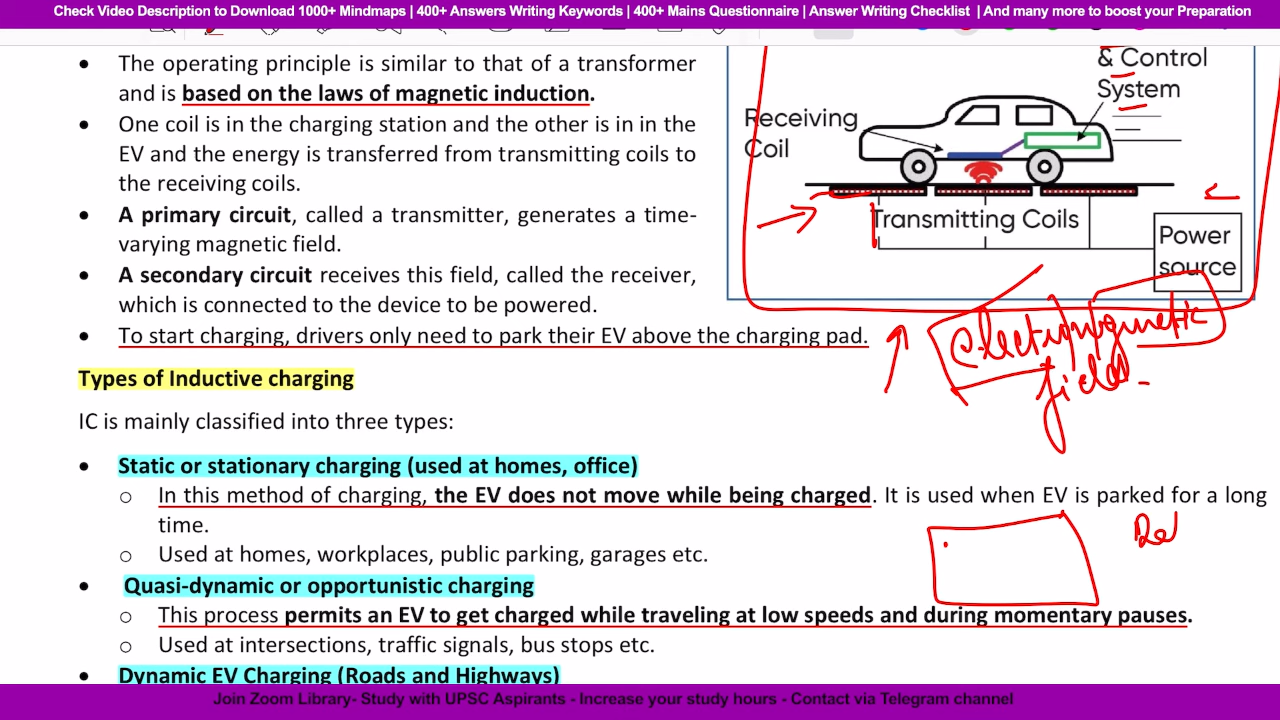 Check Video Description to Download 1000+ Mindmaps | 400+ Answers Writing Keywords | 400+ Mains Questionnaire | Answer Writing Checklist | And many more to boost your Preparation
• The operating principle is similar to that of a transformer
and is based on the laws of magnetic induction.
• One coil is in the charging station and the other is in in the
EV and the energy is transferred from transmitting coils to
the receiving coils.
• A primary circuit, called a transmitter, generates a time-
varying magnetic field.
• A secondary circuit receives this field, called the receiver,
which is connected to the device to be powered.
• To start charging, drivers only need to park their EV above the charging pad.
& Control
System
Receiving
Coil
Transmitting Coils
Power
source
electromagnetic
field
Types of Inductive charging
IC is mainly classified into three types:
• Static or stationary charging (used at homes, office)
o In this method of charging, the EV does not move while being charged. It is used when EV is parked for a long
time.
o Used at homes, workplaces, public parking, garages etc.
• Quasi-dynamic or opportunistic charging
o This process permits an EV to get charged while traveling at low speeds and during momentary pauses.
o Used at intersections, traffic signals, bus stops etc.
• Dynamic EV Charging (Roads and Highways)
Join Zoom Library- Study with UPSC Aspirants - Increase your study hours - Contact via Telegram channel